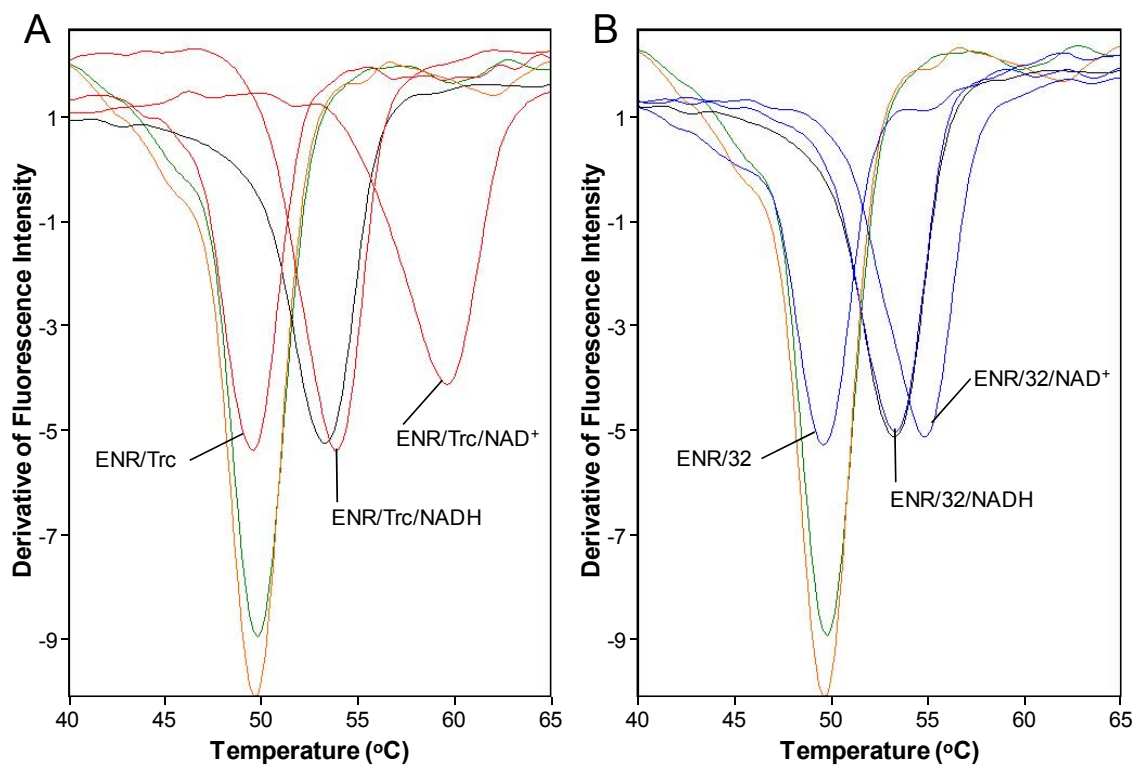 A
Derivative of Fluorescence Intensity
1
-1
-3
-5
-7
-9
ENR/Trc
ENR/Trc/NADH
ENR/Trc/NAD⁺
40
45
50
55
60
65
Temperature (ºC)
B
Derivative of Fluorescence Intensity
1
-1
-3
-5
-7
-9
ENR/32/NAD⁺
ENR/32
ENR/32/NADH
40
45
50
55
60
65
Temperature (ºC)